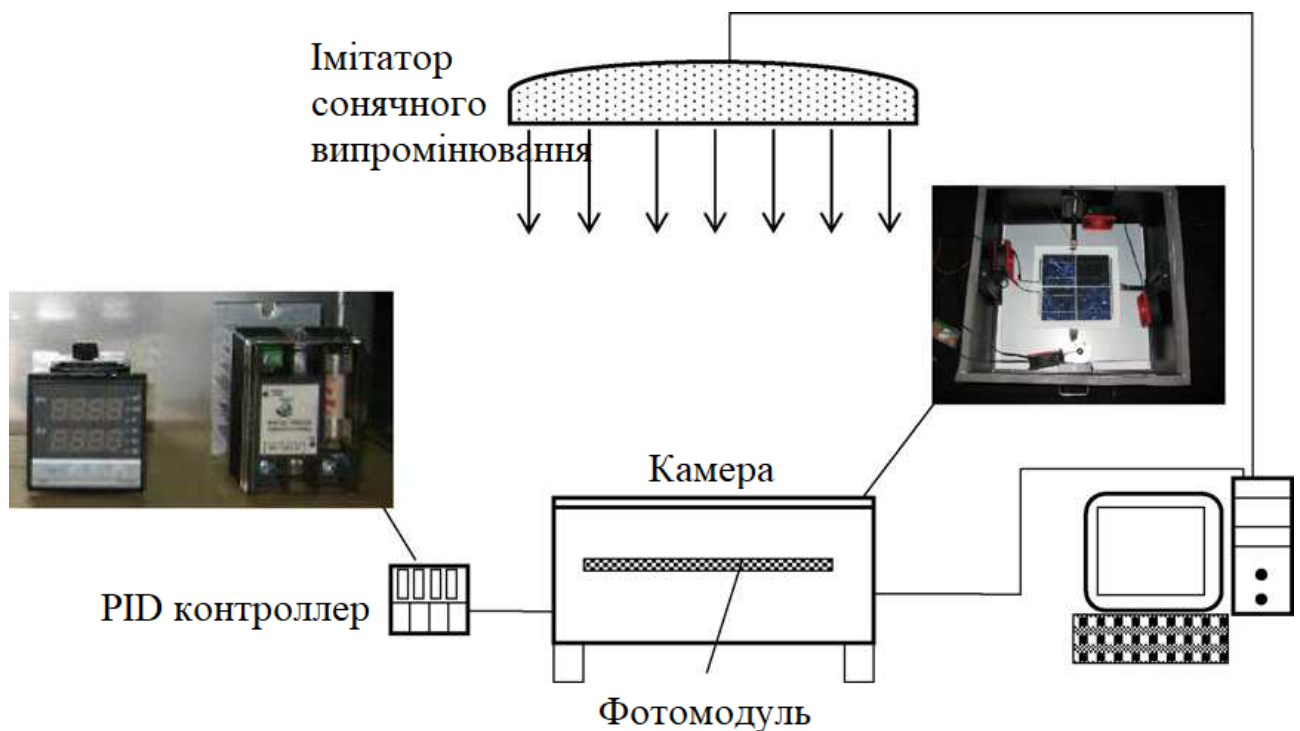 Імітатор
сонячного
випромінювання
Камера
PID контроллер
Фотомодуль